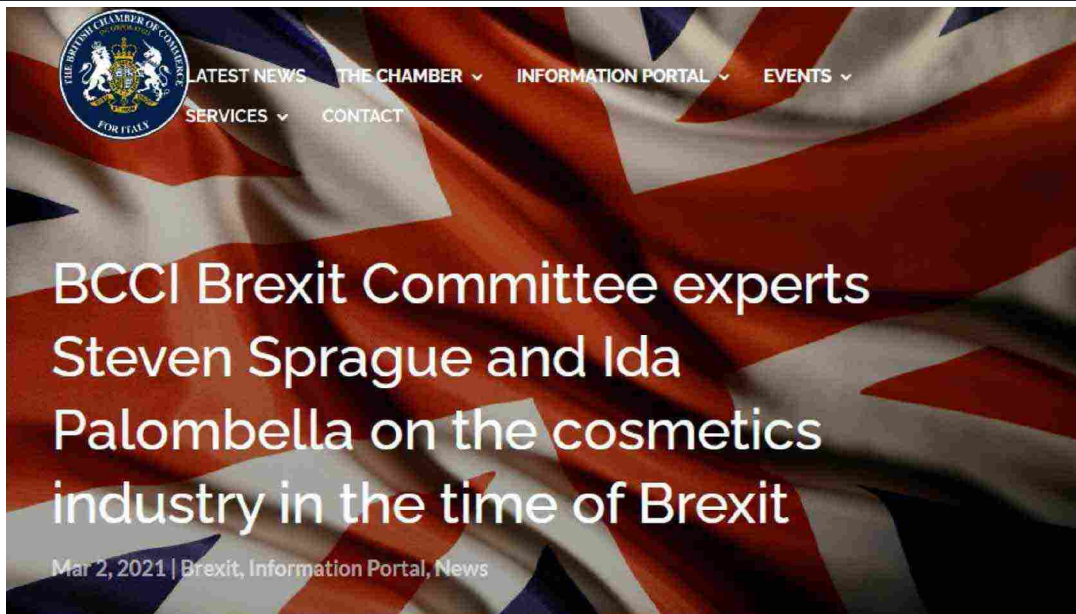 THE BRITISH CHAMBER OF COMMERCE
INCORPORATED
FOR ITALY
LATEST NEWS THE CHAMBER INFORMATION PORTAL EVENTS
SERVICES CONTACT
BCCI Brexit Committee experts
Steven Sprague and Ida
Palombella on the cosmetics
industry in the time of Brexit
Mar 2, 2021 | Brexit, Information Portal, News